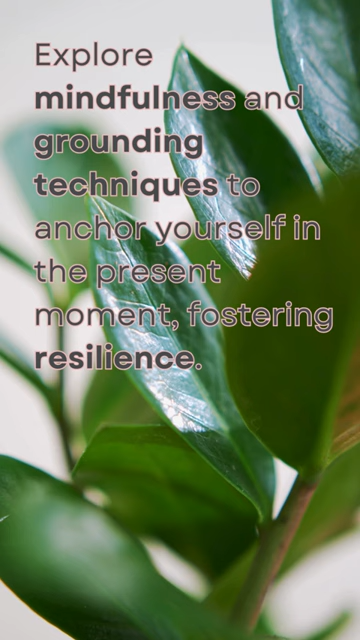 Explore
mindfulness and
grounding
techniques to
anchor yourself in
the present
moment, fostering
resilience.